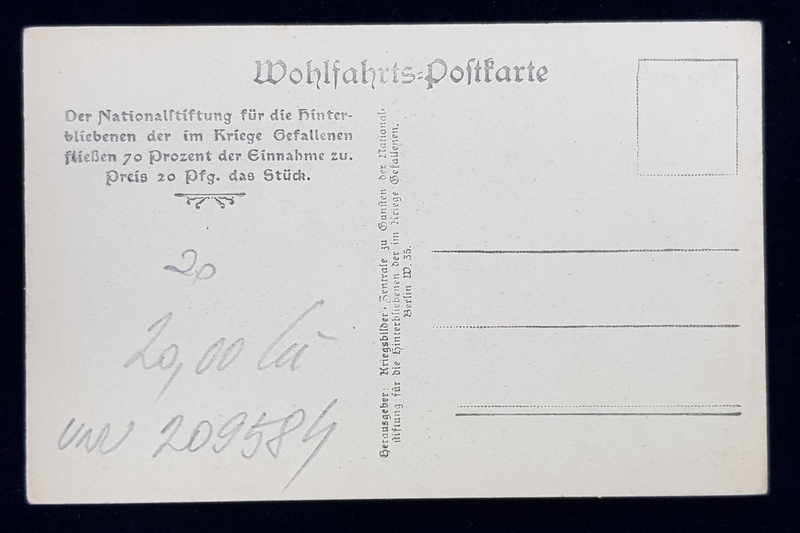 Wohlfahrts-Postkarte
Der Nationalstiftung für die Hinter-
bliebenen der im Kriege Gefallenen
fließen 70 Prozent der Einnahme zu.
Preis 20 Pfg. das Stück.
20
20,00
209584
Herausgeber: Kriegsbilder-Zentrale zu Gunsten der National-
stiftung für die Hinterbliebenen der im Kriege Gefallenen.
Berlin W. 35.